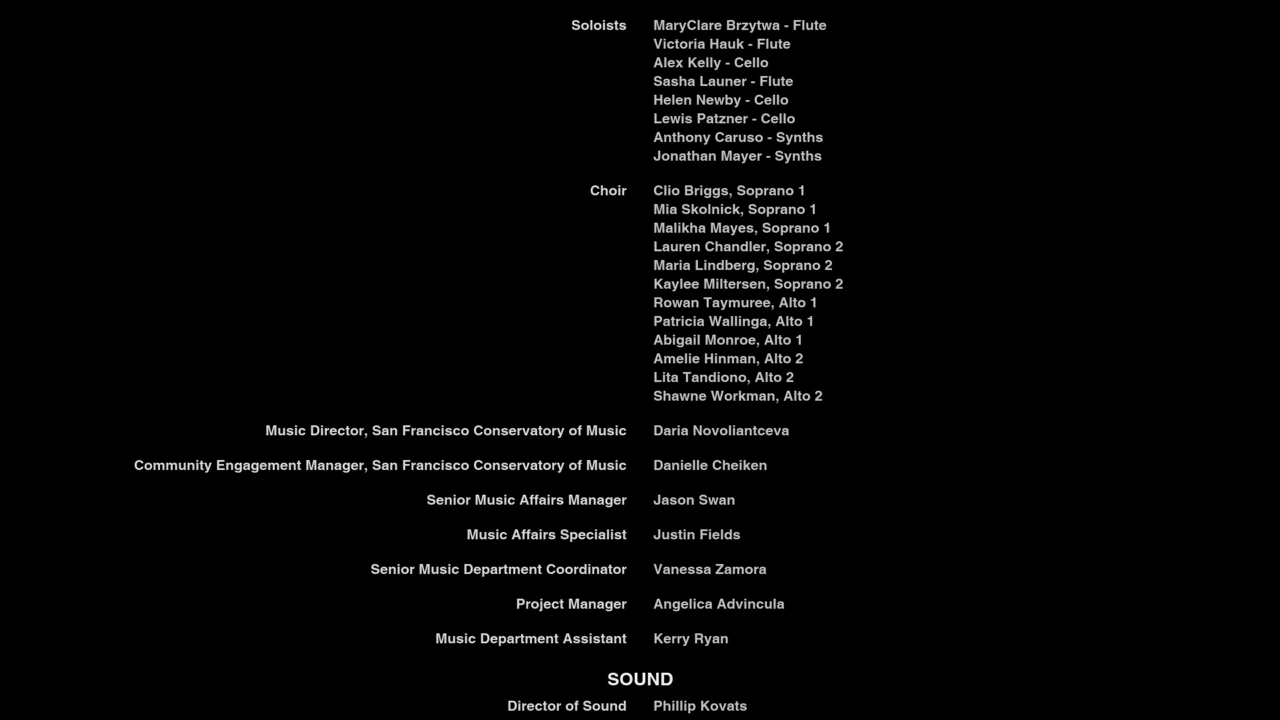 Soloists MaryClare Brzytwa - Flute
Victoria Hauk - Flute
Alex Kelly - Cello
Sasha Launer - Flute
Helen Newby - Cello
Lewis Patzner - Cello
Anthony Caruso - Synths
Jonathan Mayer - Synths
Choir Clio Briggs, Soprano 1
Mia Skolnick, Soprano 1
Malikha Mayes, Soprano 1
Lauren Chandler, Soprano 2
Maria Lindberg, Soprano 2
Kaylee Miltersen, Soprano 2
Rowan Taymuree, Alto 1
Patricia Wallinga, Alto 1
Abigail Monroe, Alto 1
Amelie Hinman, Alto 2
Lita Tandiono, Alto 2
Shawne Workman, Alto 2
Music Director, San Francisco Conservatory of Music Daria Novoliantceva
Community Engagement Manager, San Francisco Conservatory of Music Danielle Cheiken
Senior Music Affairs Manager Jason Swan
Music Affairs Specialist Justin Fields
Senior Music Department Coordinator Vanessa Zamora
Project Manager Angelica Advincula
Music Department Assistant Kerry Ryan
SOUND
Director of Sound Phillip Kovats